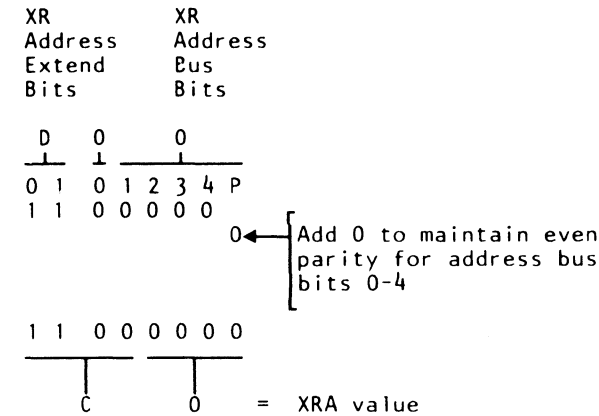 XR XR
Address Address
Extend Bus
Bits Bits
D 0 0
0 1 0 1 2 3 4 P
1 1 0 0 0 0 0
0 Add 0 to maintain even
parity for address bus
bits 0-4
1 1 0 0 0 0 0 0
C 0 = XRA value